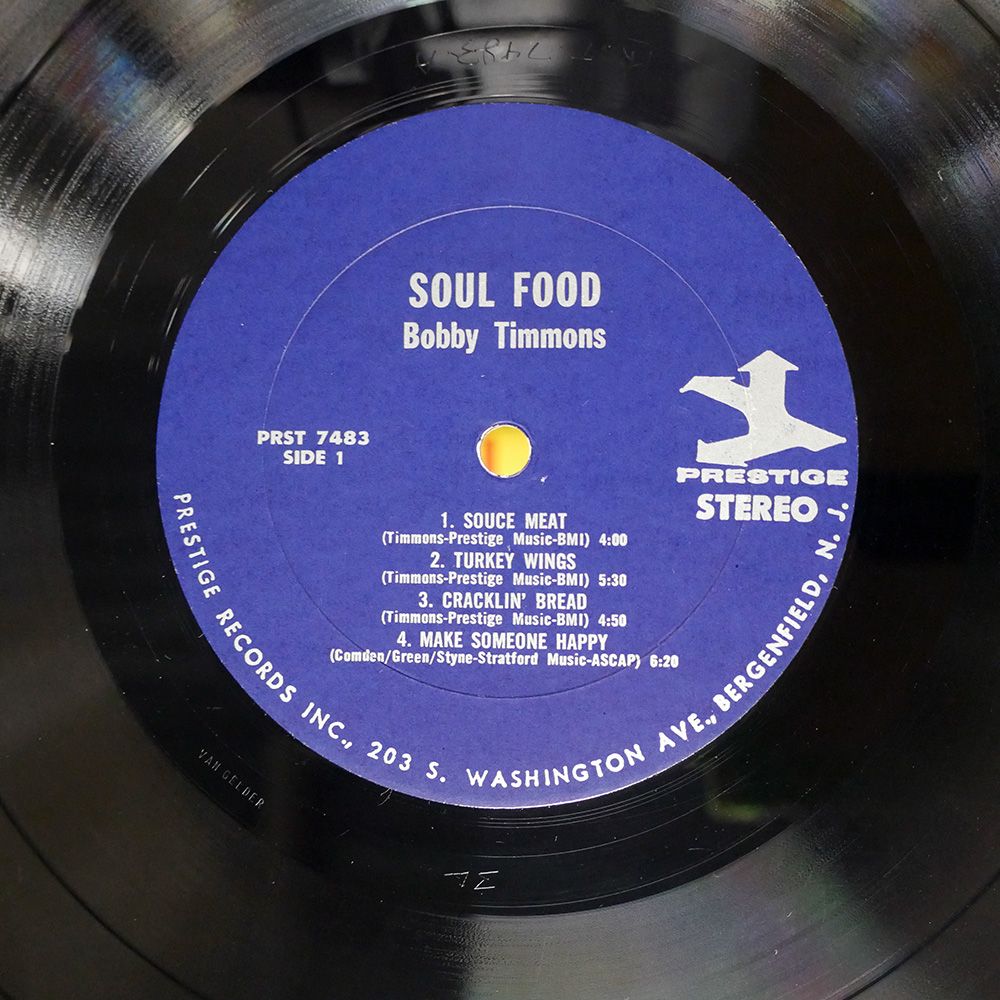 SOUL FOOD
Bobby Timmons
PRST 7483
SIDE 1
PRESTIGE
STEREO
1. SOUCE MEAT
(Timmons-Prestige Music-BMI) 4:00
2. TURKEY WINGS
(Timmons-Prestige Music-BMI) 5:30
3. CRACKLIN' BREAD
(Timmons-Prestige Music-BMI) 4:50
4. MAKE SOMEONE HAPPY
(Comden/Green/Styne-Stratford Music-ASCAP) 6:20
PRESTIGE RECORDS INC., 203 S. WASHINGTON AVE., BERGENFIELD, N. J.
VAN GELDER